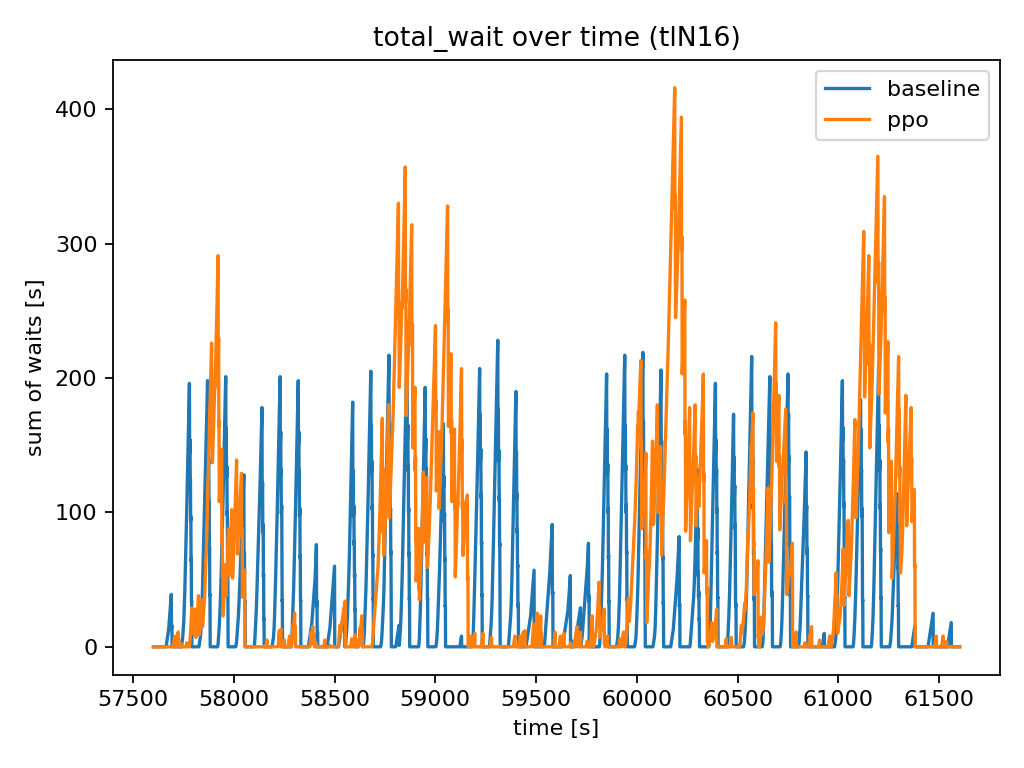 total_wait over time (tlN16)
baseline
ppo
400
300
200
100
0
sum of waits [s]
57500 58000 58500 59000 59500 60000 60500 61000 61500
time [s]